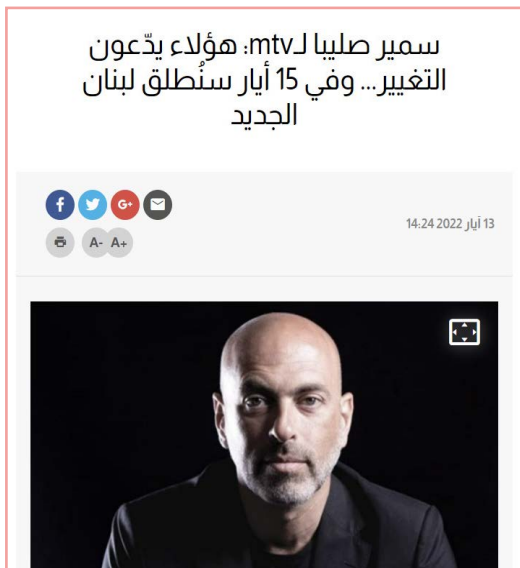 سمير صليبا لـmtv: هؤلاء يدّعون
التغيير... وفي 15 أيار سنُطلق لبنان
الجديد
f G+
13 أيار 2022 14:24
A- A+